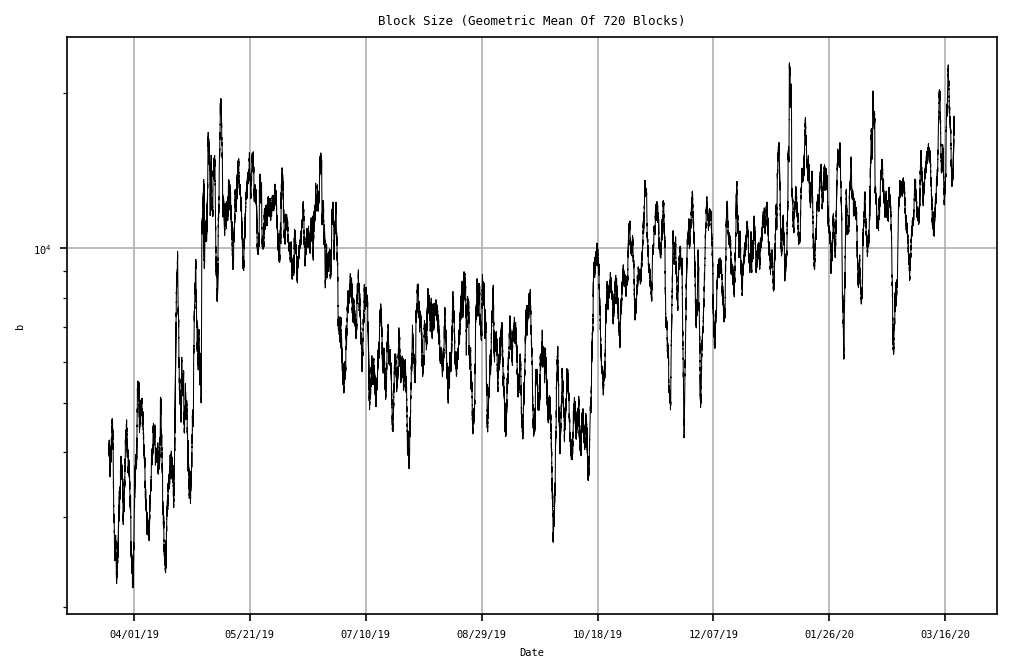 Block Size (Geometric Mean Of 720 Blocks)
b
10⁴
04/01/19 05/21/19 07/10/19 08/29/19 10/18/19 12/07/19 01/26/20 03/16/20
Date